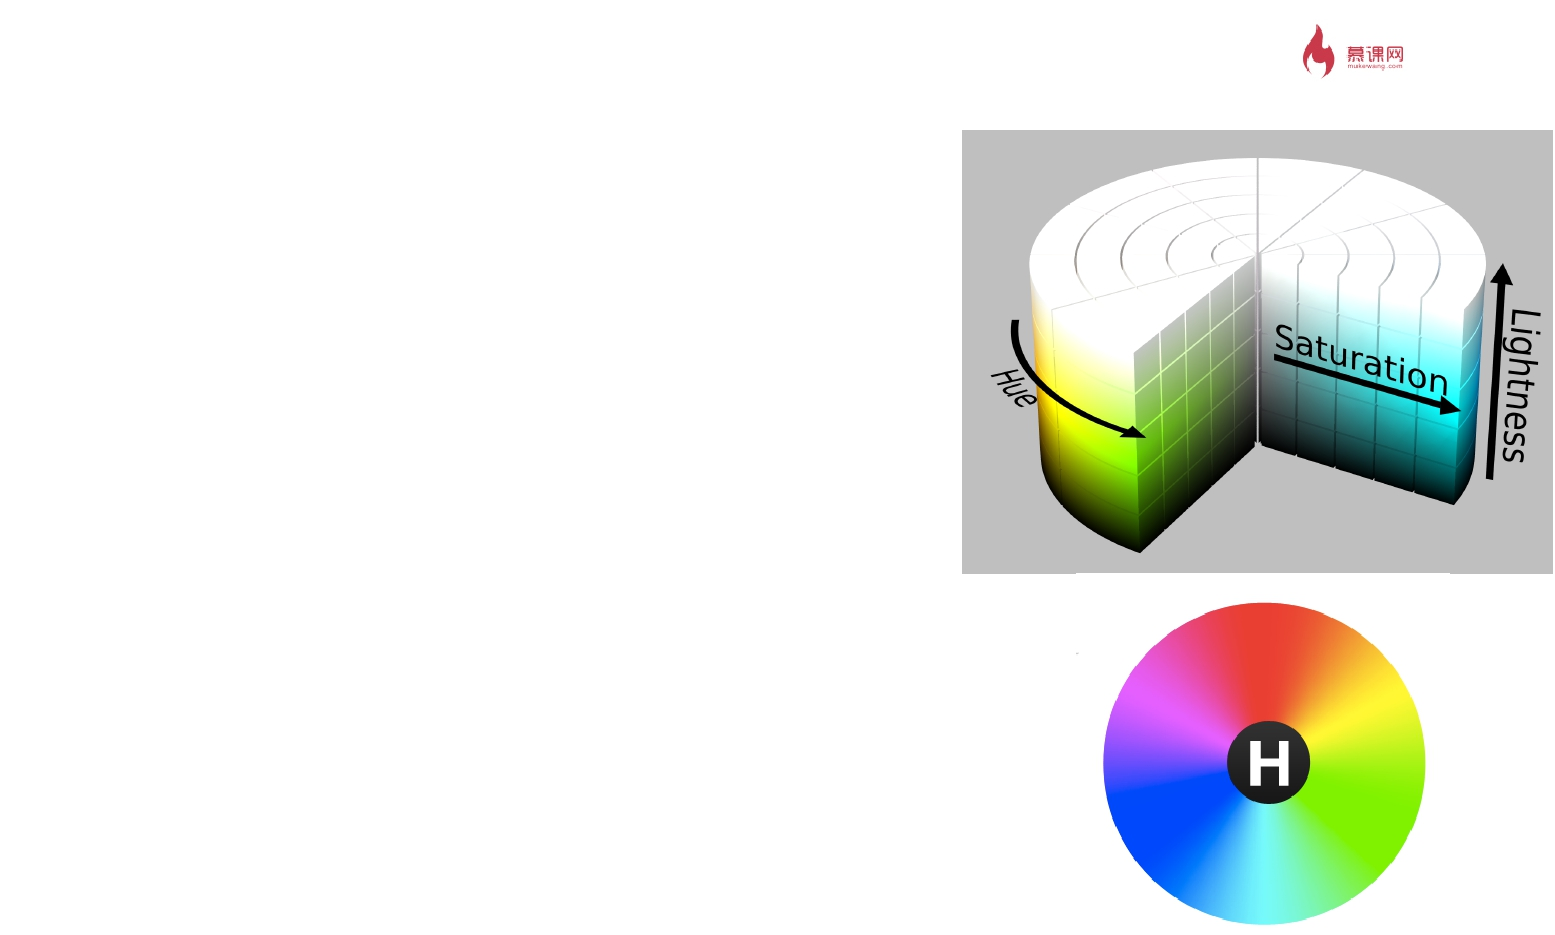 慕课网
mukewang.com
Saturation
Lightness
Hue
H